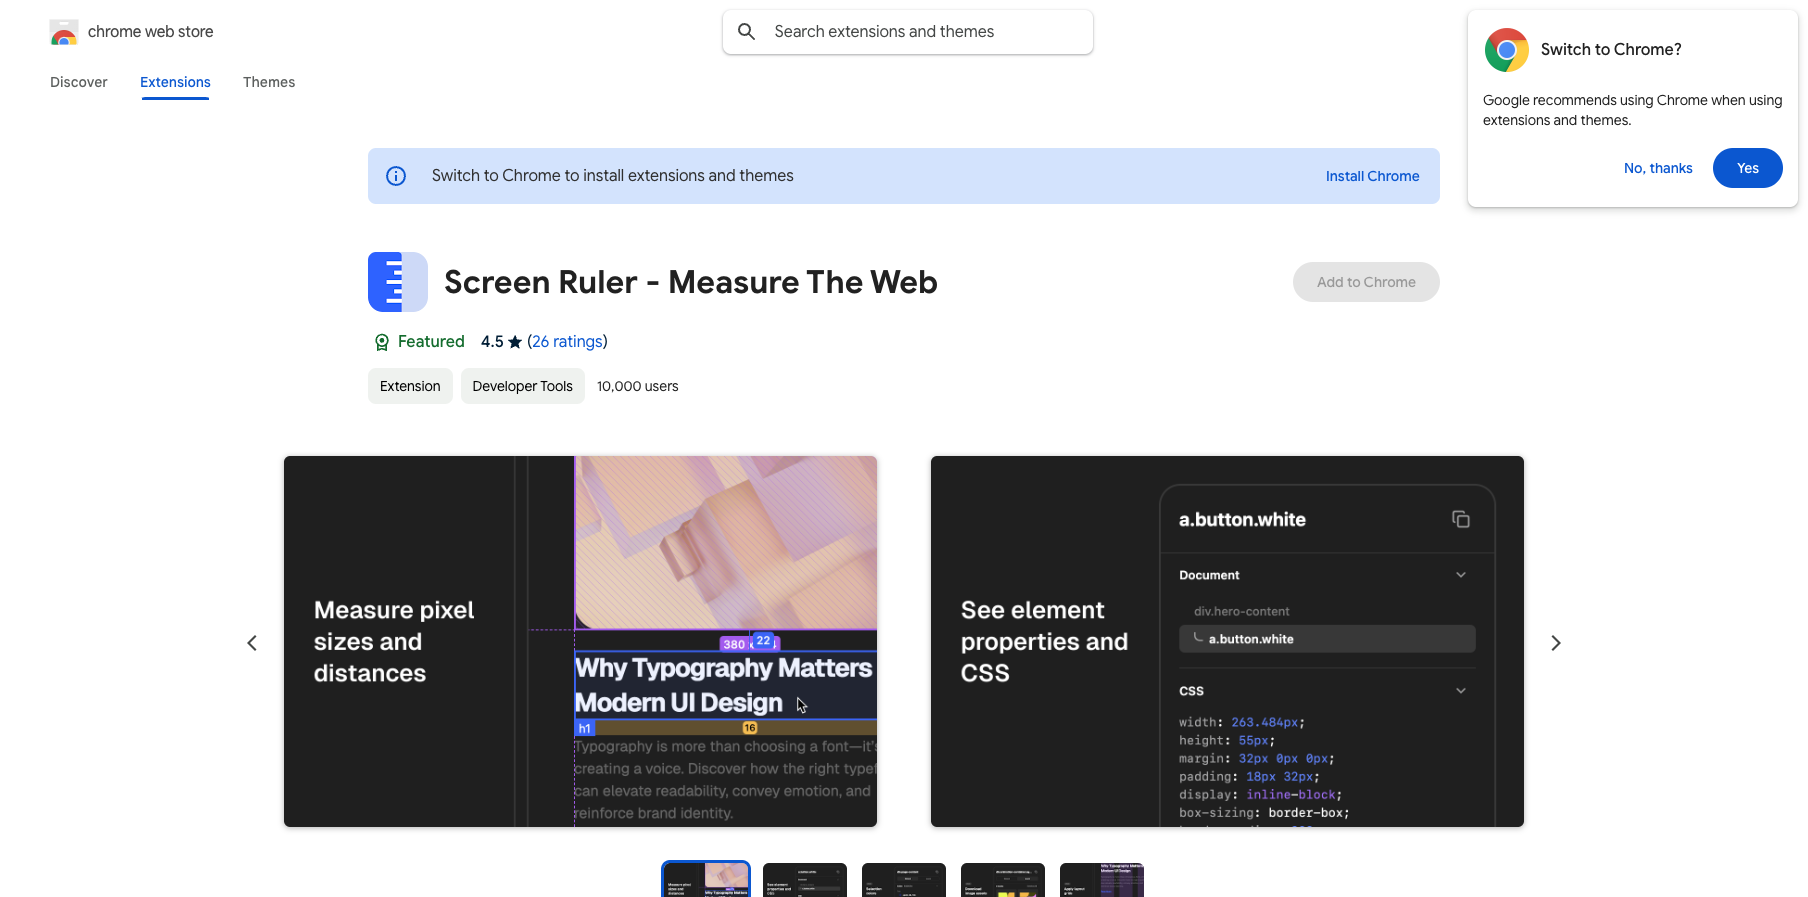 chrome web store
Search extensions and themes
Discover
Extensions
Themes
Switch to Chrome?
Google recommends using Chrome when using
extensions and themes.
No, thanks
Yes
Switch to Chrome to install extensions and themes
Install Chrome
Screen Ruler - Measure The Web
Add to Chrome
Featured
4.5 ★ (26 ratings)
Extension
Developer Tools
10,000 users
Measure pixel
sizes and
distances
380
22
Why Typography Matters
Modern UI Design
h1
16
Typography is more than choosing a font—it's
creating a voice. Discover how the right typef
can elevate readability, convey emotion, and
reinforce brand identity.
See element
properties and
CSS
a.button.white
Document
div.hero-content
a.button.white
CSS
width: 263.484px;
height: 55px;
margin: 32px 0px 0px;
padding: 18px 32px;
display: inline-block;
box-sizing: border-box;